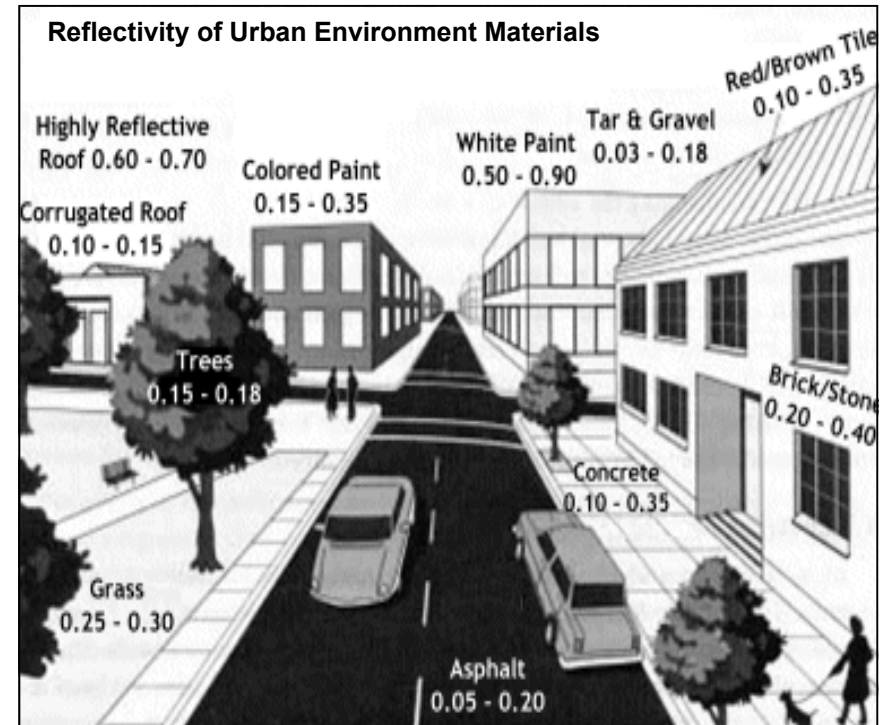 Reflectivity of Urban Environment Materials
Highly Reflective
Roof 0.60 - 0.70
Colored Paint
0.15 - 0.35
White Paint
0.50 - 0.90
Tar & Gravel
0.03 - 0.18
Red/Brown Tile
0.10 - 0.35
Corrugated Roof
0.10 - 0.15
Trees
0.15 - 0.18
Brick/Stone
0.20 - 0.40
Concrete
0.10 - 0.35
Grass
0.25 - 0.30
Asphalt
0.05 - 0.20